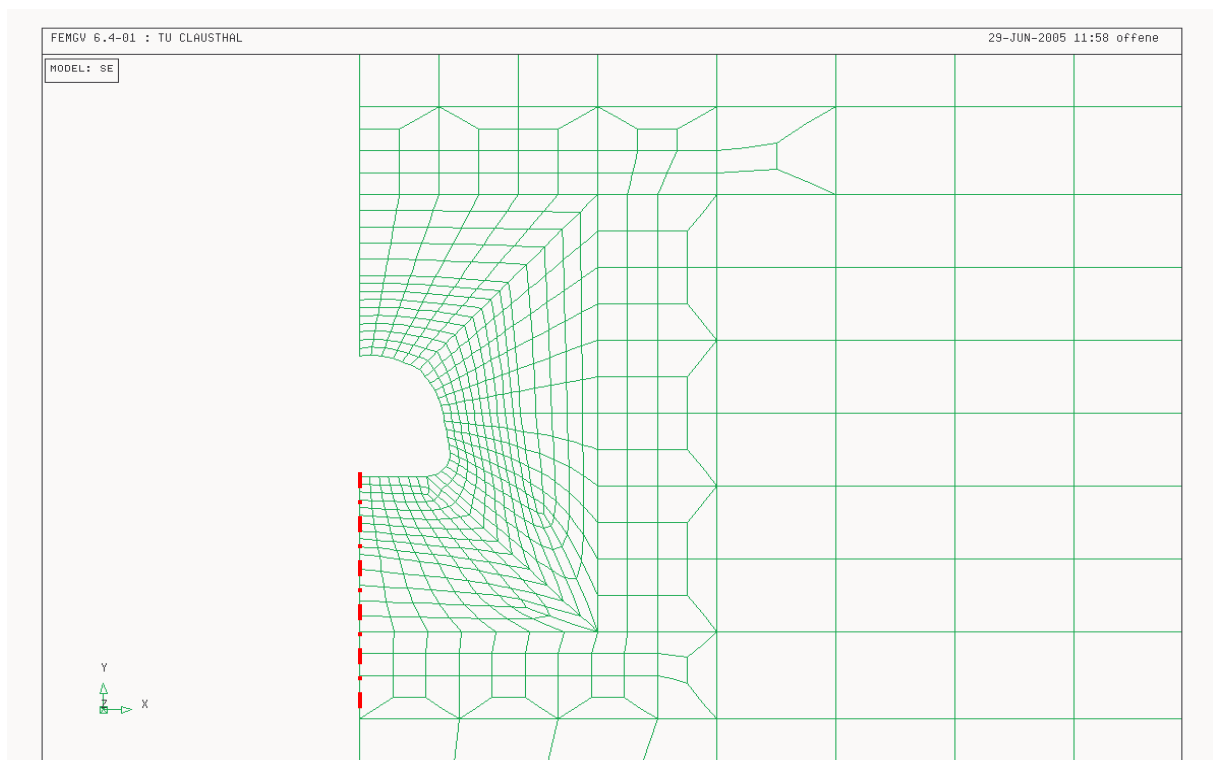 FEMGV 6.4-01 : TU CLAUSTHAL
29-JUN-2005 11:58 offene
MODEL: SE
Y
Z
X